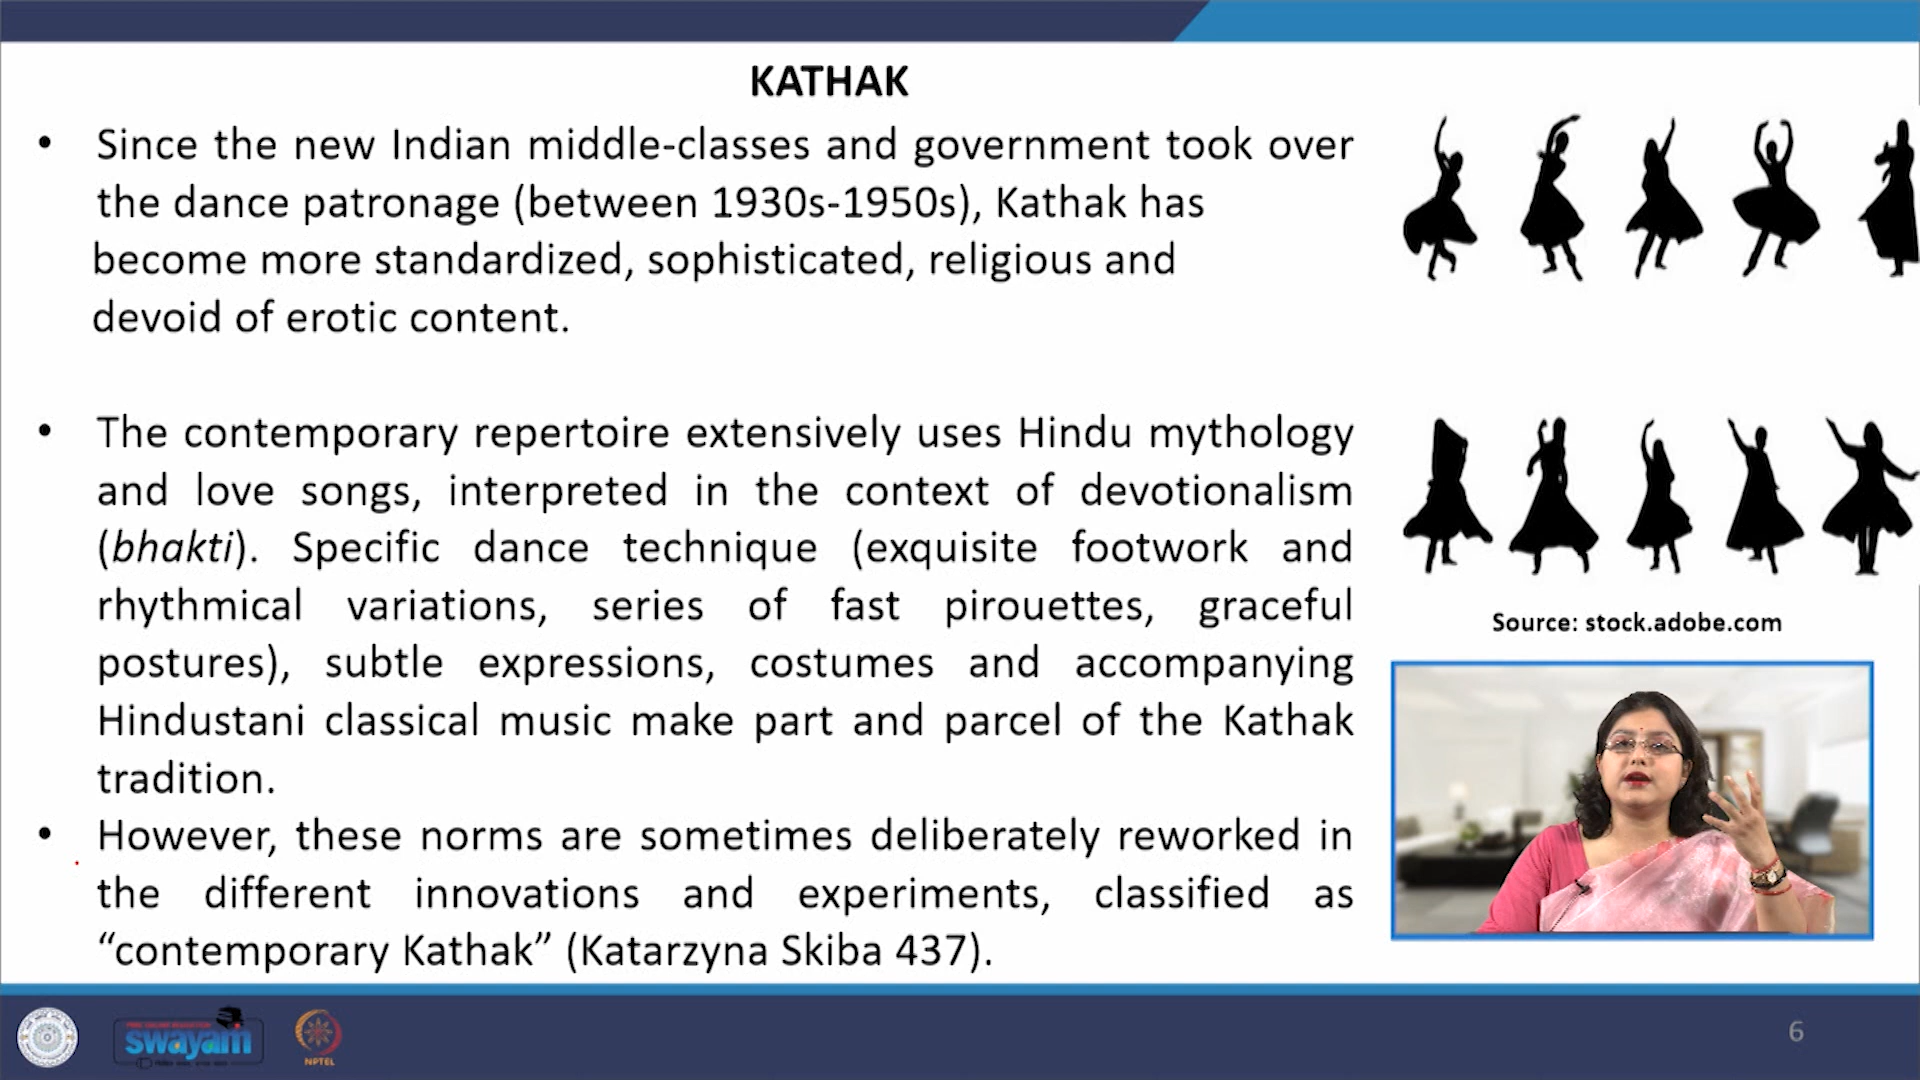 KATHAK
• Since the new Indian middle-classes and government took over
the dance patronage (between 1930s-1950s), Kathak has
become more standardized, sophisticated, religious and
devoid of erotic content.
• The contemporary repertoire extensively uses Hindu mythology
and love songs, interpreted in the context of devotionalism
(bhakti). Specific dance technique (exquisite footwork and
rhythmical variations, series of fast pirouettes, graceful
postures), subtle expressions, costumes and accompanying
Hindustani classical music make part and parcel of the Kathak
tradition.
• However, these norms are sometimes deliberately reworked in
the different innovations and experiments, classified as
“contemporary Kathak” (Katarzyna Skiba 437).
Source: stock.adobe.com
swayam
NPTEL
6